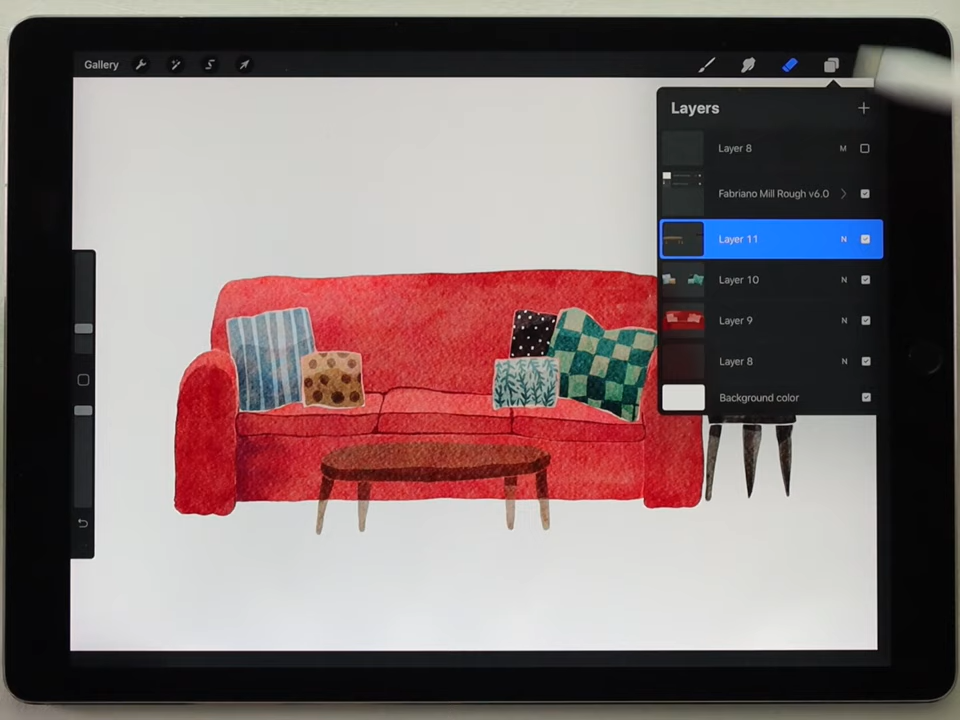 Gallery
Layers
Layer 8 M
Fabriano Mill Rough v6.0
Layer 11 N
Layer 10 N
Layer 9 N
Layer 8 N
Background color